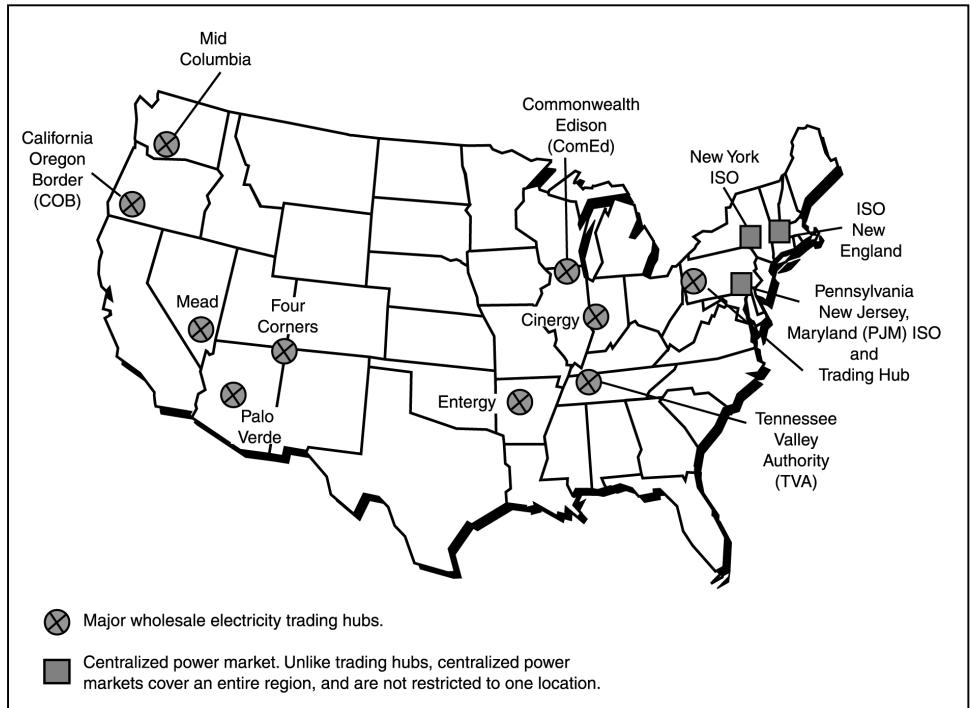 Mid
Columbia
California
Oregon
Border
(COB)
Commonwealth
Edison
(ComEd)
New York
ISO
ISO
New
England
Mead
Four
Corners
Cinergy
Pennsylvania
New Jersey,
Maryland (PJM) ISO
and
Trading Hub
Palo
Verde
Entergy
Tennessee
Valley
Authority
(TVA)
Major wholesale electricity trading hubs.
Centralized power market. Unlike trading hubs, centralized power
markets cover an entire region, and are not restricted to one location.